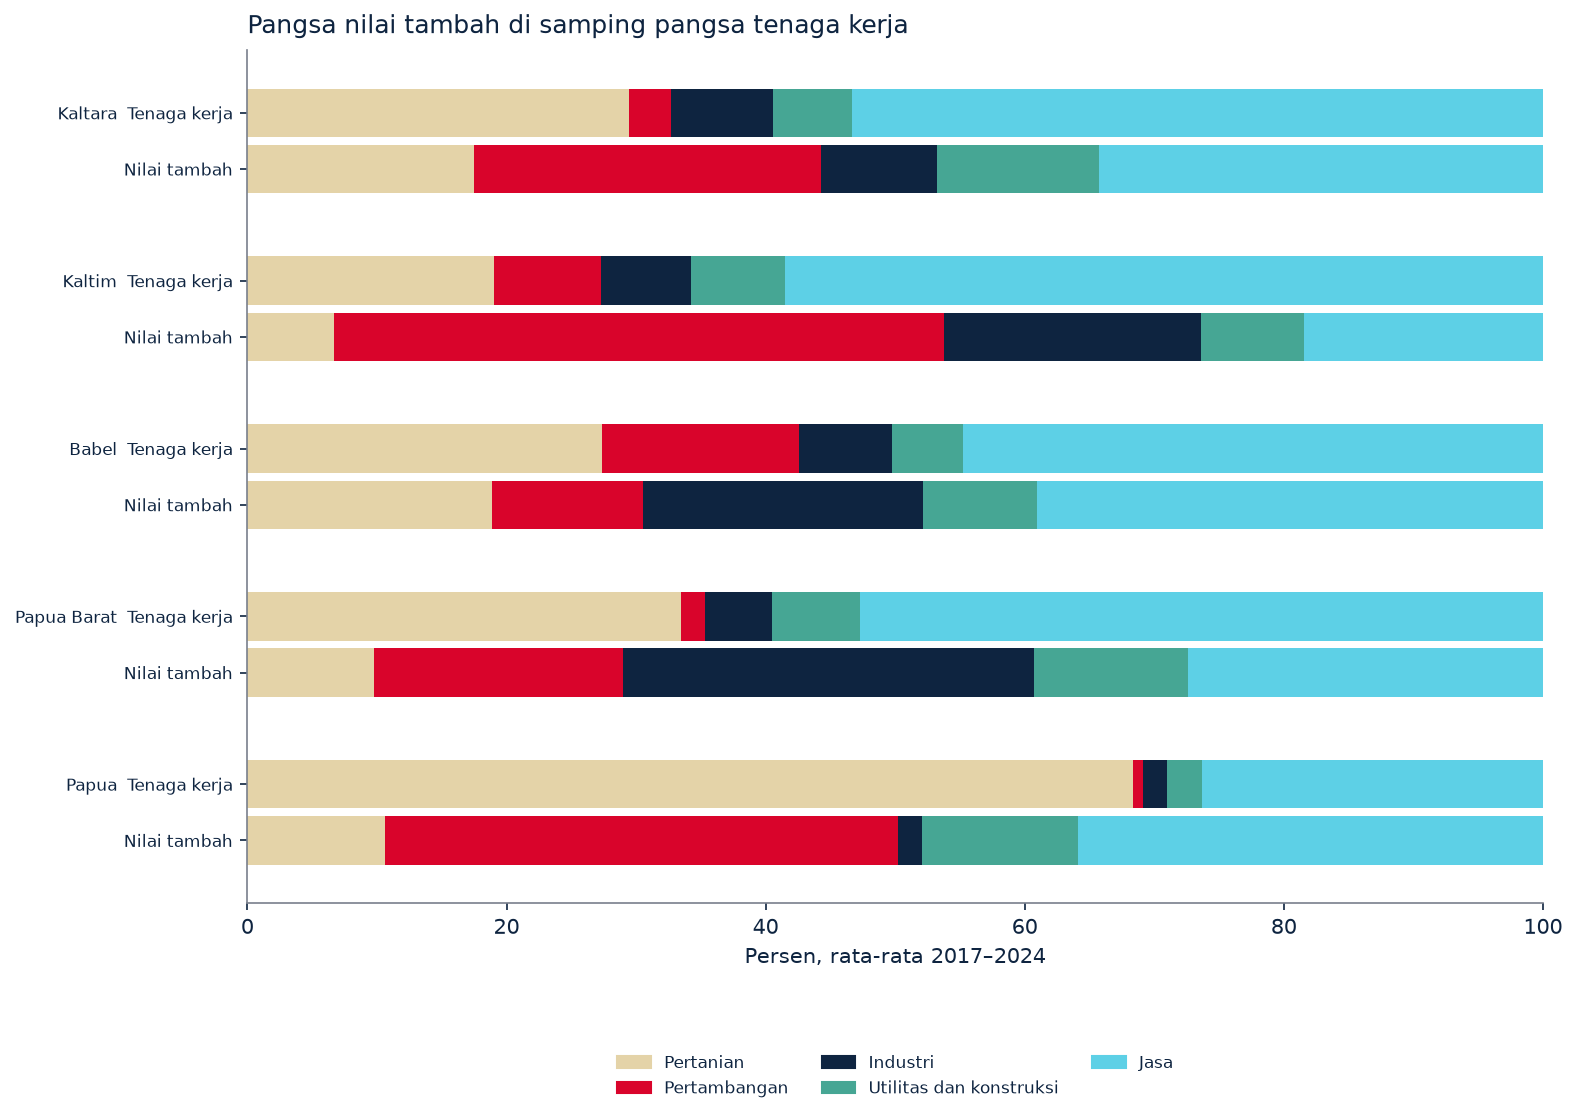 Pangsa nilai tambah di samping pangsa tenaga kerja
Kaltara  Tenaga kerja
Nilai tambah
Kaltim  Tenaga kerja
Nilai tambah
Babel  Tenaga kerja
Nilai tambah
Papua Barat  Tenaga kerja
Nilai tambah
Papua  Tenaga kerja
Nilai tambah
0 20 40 60 80 100
Persen, rata-rata 2017–2024
Pertanian Industri Jasa
Pertambangan Utilitas dan konstruksi